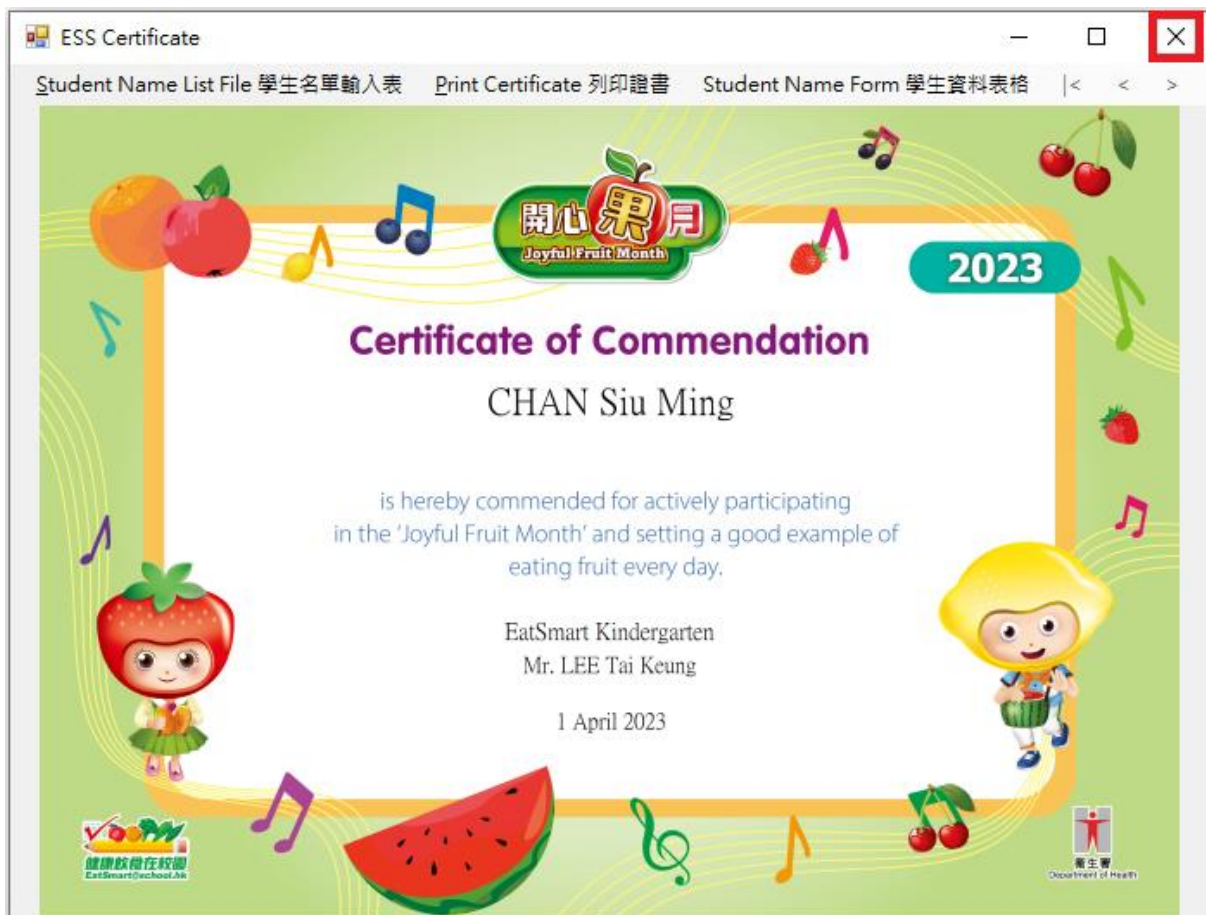 ESS Certificate
Student Name List File 學生名單輸入表 Print Certificate 列印證書 Student Name Form 學生資料表格 |< < >
開心果月
Joyful Fruit Month
2023
Certificate of Commendation
CHAN Siu Ming
is hereby commended for actively participating
in the ‘Joyful Fruit Month’ and setting a good example of
eating fruit every day.
EatSmart Kindergarten
Mr. LEE Tai Keung
1 April 2023
健康飲食在校園
EatSmart@school.hk
衞生署
Department of Health